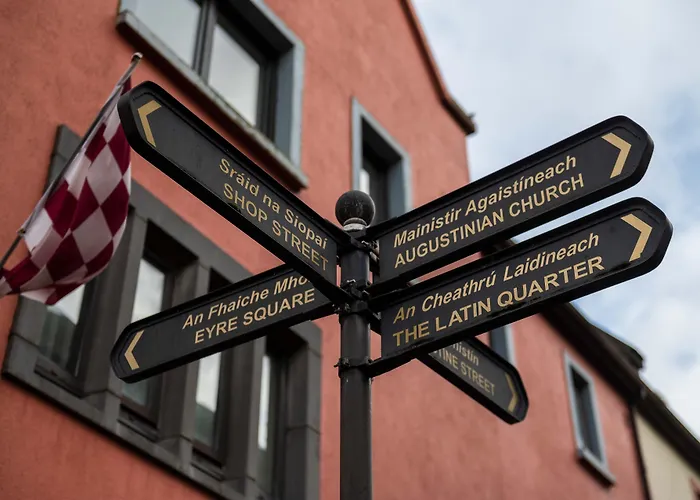 Sráid na Siopaí
SHOP STREET
Mainistir Agaistíneach
AUGUSTINIAN CHURCH
An Cheathrú Laidineach
THE LATIN QUARTER
An Fhaiche
EYRE SQUARE
STREET